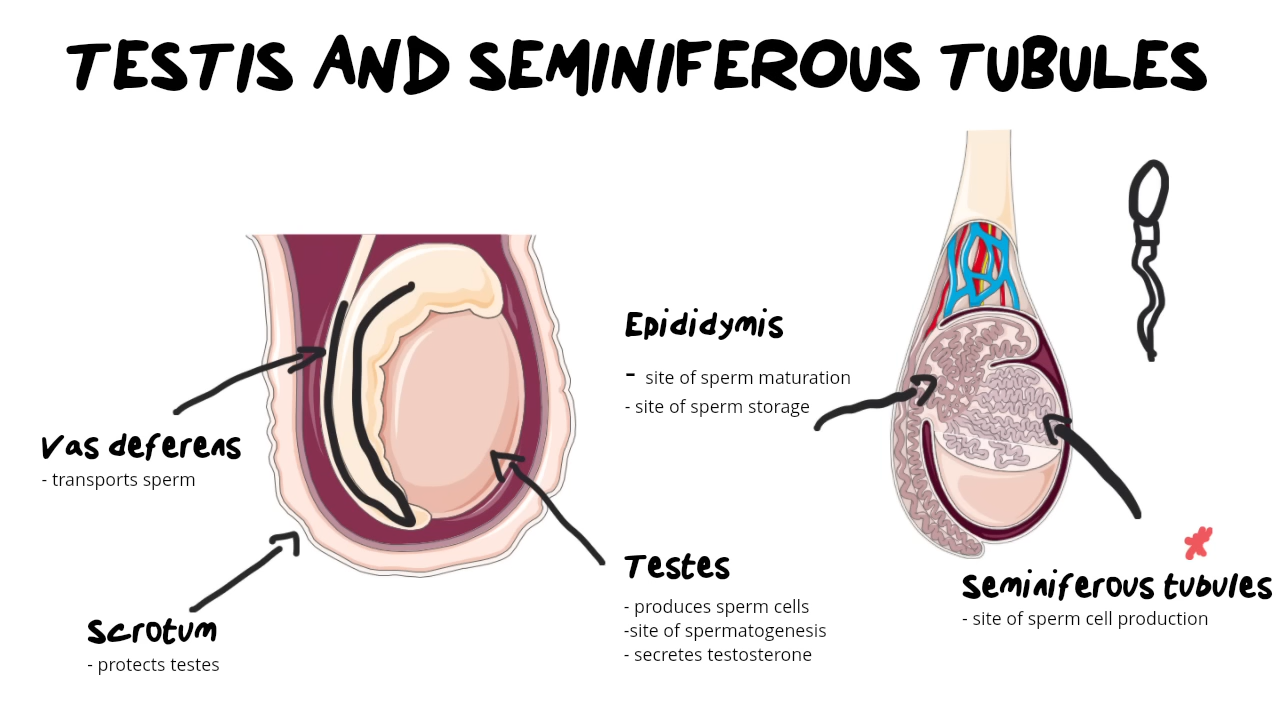 TESTIS AND SEMINIFEROUS TUBULES
Vas deferens
- transports sperm
Scrotum
- protects testes
Epididymis
- site of sperm maturation
- site of sperm storage
Testes
- produces sperm cells
-site of spermatogenesis
- secretes testosterone
Seminiferous tubules
- site of sperm cell production